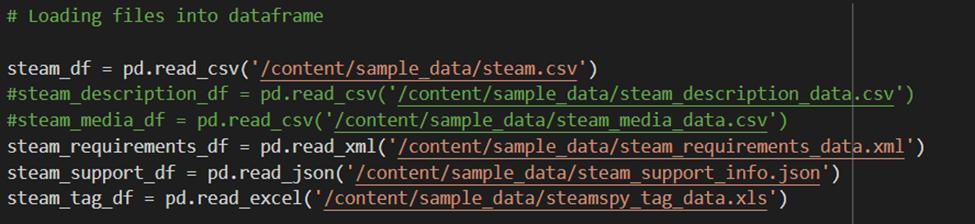 # Loading files into dataframe
steam_df = pd.read_csv('/content/sample_data/steam.csv')
#steam_description_df = pd.read_csv('/content/sample_data/steam_description_data.csv')
#steam_media_df = pd.read_csv('/content/sample_data/steam_media_data.csv')
steam_requirements_df = pd.read_xml('/content/sample_data/steam_requirements_data.xml')
steam_support_df = pd.read_json('/content/sample_data/steam_support_info.json')
steam_tag_df = pd.read_excel('/content/sample_data/steamspy_tag_data.xls')